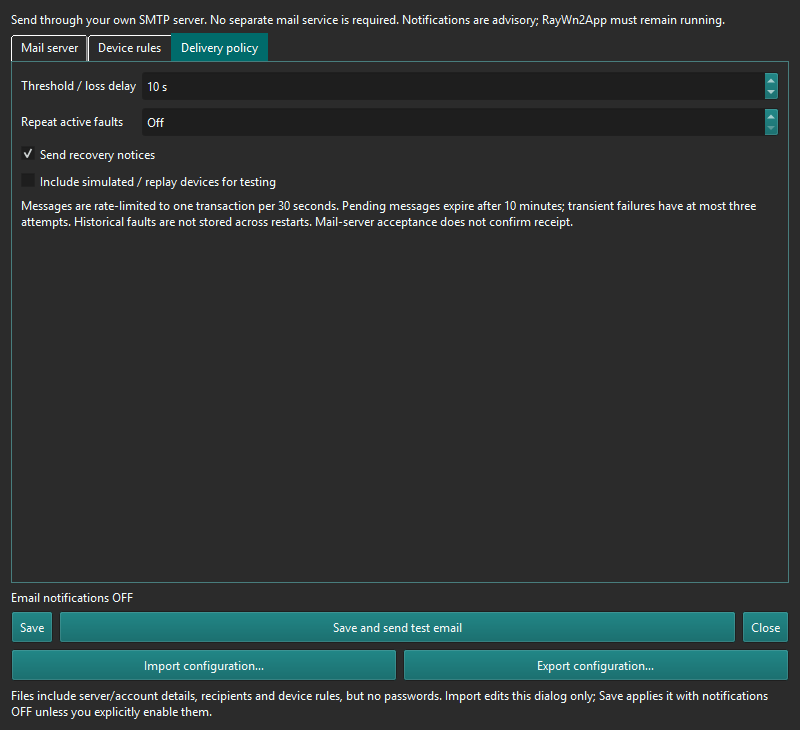 Send through your own SMTP server. No separate mail service is required. Notifications are advisory; RayWn2App must remain running.
Mail server
Device rules
Delivery policy
Threshold / loss delay
10 s
Repeat active faults
Off
Send recovery notices
Include simulated / replay devices for testing
Messages are rate-limited to one transaction per 30 seconds. Pending messages expire after 10 minutes; transient failures have at most three
attempts. Historical faults are not stored across restarts. Mail-server acceptance does not confirm receipt.
Email notifications OFF
Save
Save and send test email
Close
Import configuration...
Export configuration...
Files include server/account details, recipients and device rules, but no passwords. Import edits this dialog only; Save applies it with notifications
OFF unless you explicitly enable them.